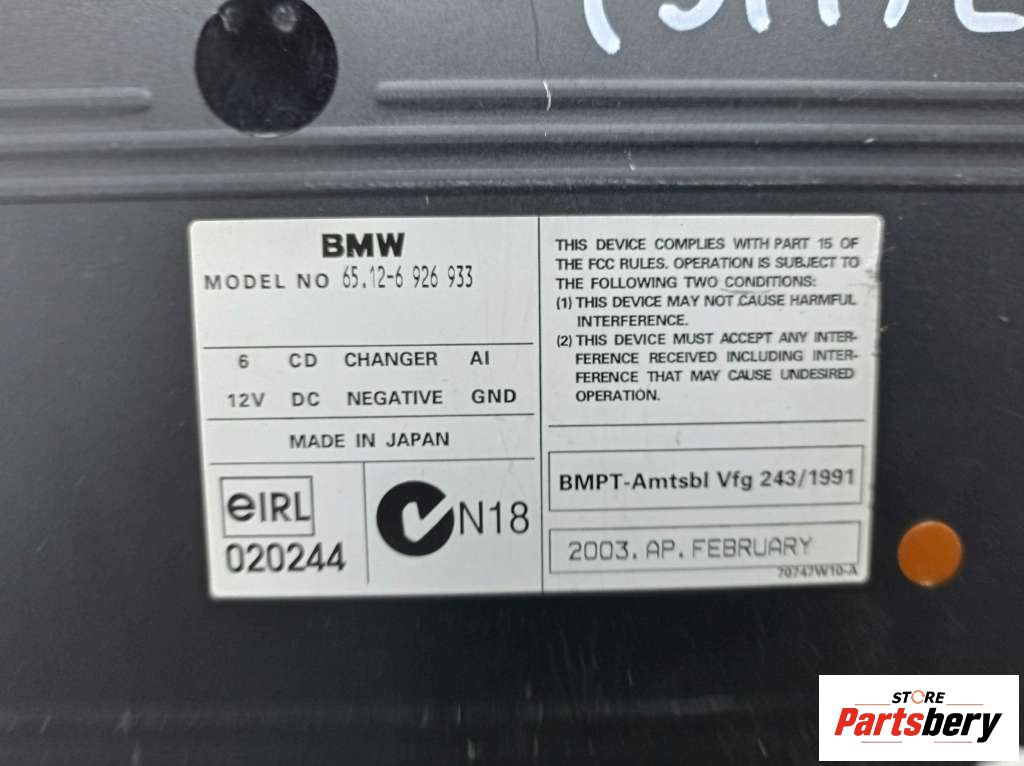 BMW
MODEL NO 65.12-6 926 933
6 CD CHANGER AI
12V DC NEGATIVE GND
MADE IN JAPAN
eIRL
020244
N18
THIS DEVICE COMPLIES WITH PART 15 OF
THE FCC RULES. OPERATION IS SUBJECT TO
THE FOLLOWING TWO CONDITIONS:
(1) THIS DEVICE MAY NOT CAUSE HARMFUL
INTERFERENCE.
(2) THIS DEVICE MUST ACCEPT ANY INTER-
FERENCE RECEIVED INCLUDING INTER-
FERENCE THAT MAY CAUSE UNDESIRED
OPERATION.
BMPT-Amtsbl Vfg 243/1991
2003. AP. FEBRUARY
70747W10-A
STORE
Partsbery